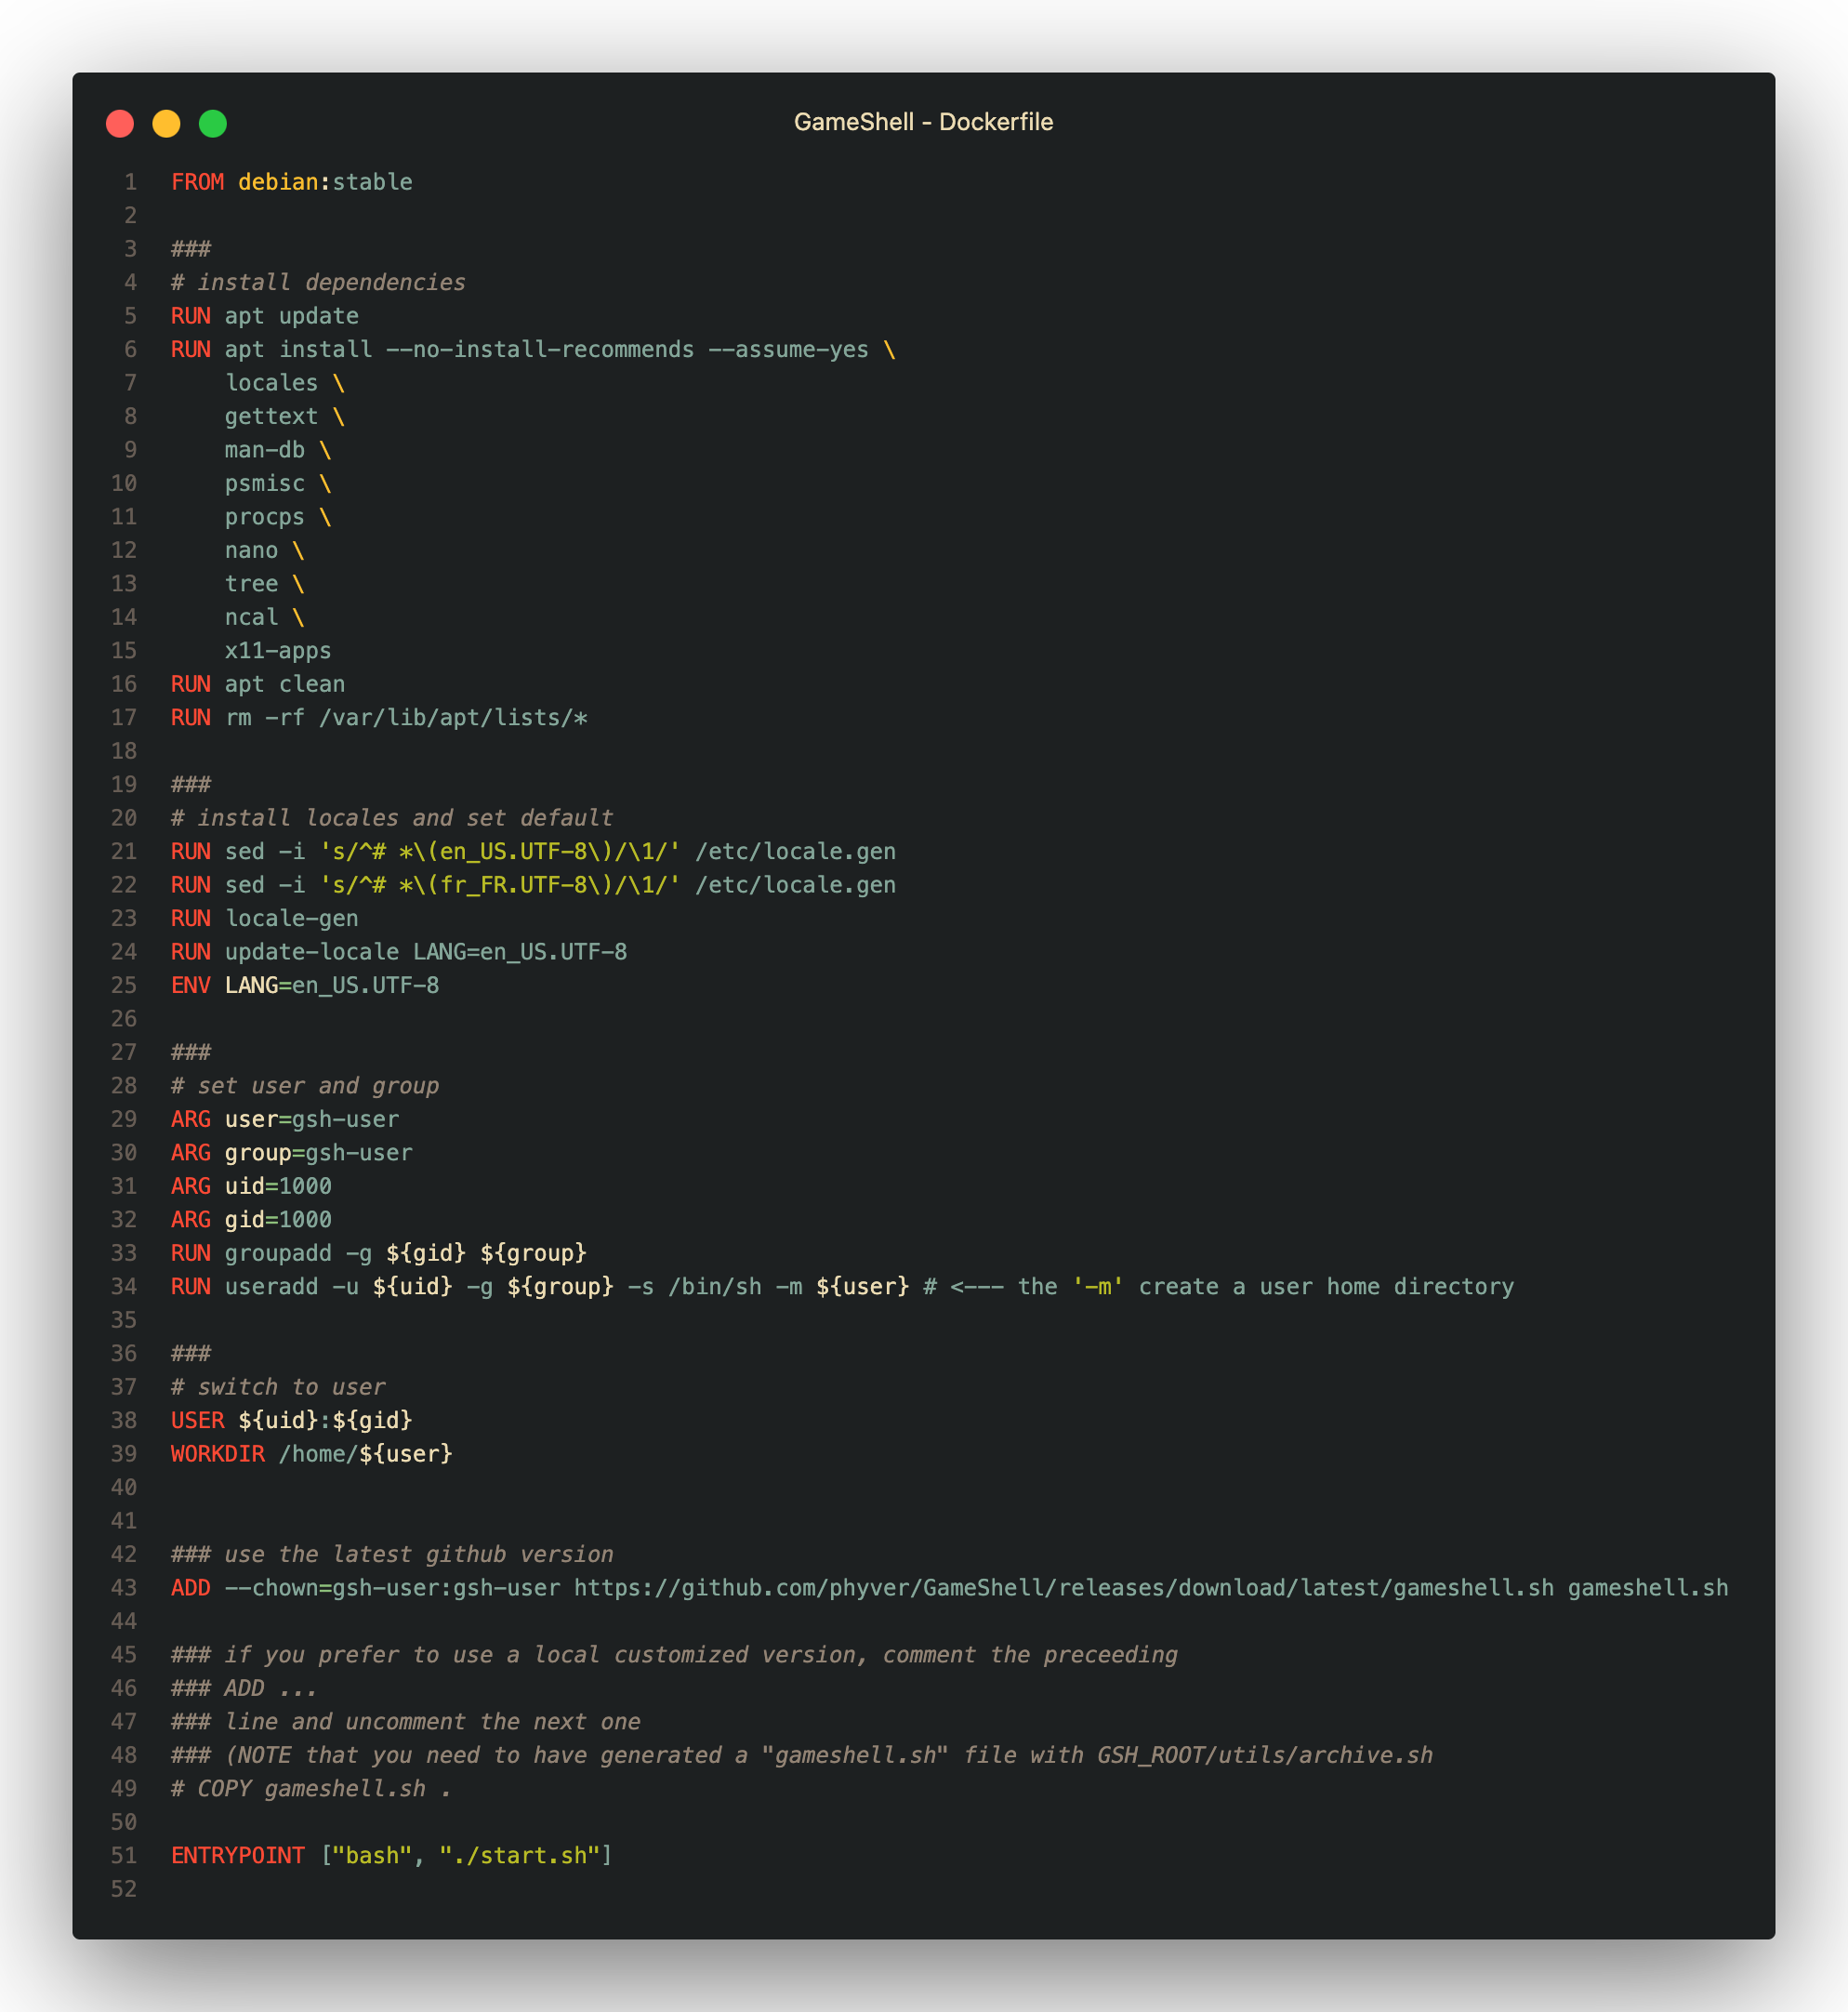 GameShell - Dockerfile
1 FROM debian:stable
2
3 ###
4 # install dependencies
5 RUN apt update
6 RUN apt install --no-install-recommends --assume-yes \
7     locales \
8     gettext \
9     man-db \
10     psmisc \
11     procps \
12     nano \
13     tree \
14     ncal \
15     x11-apps
16 RUN apt clean
17 RUN rm -rf /var/lib/apt/lists/*
18
19 ###
20 # install locales and set default
21 RUN sed -i 's/^# *\(en_US.UTF-8\)/\1/' /etc/locale.gen
22 RUN sed -i 's/^# *\(fr_FR.UTF-8\)/\1/' /etc/locale.gen
23 RUN locale-gen
24 RUN update-locale LANG=en_US.UTF-8
25 ENV LANG=en_US.UTF-8
26
27 ###
28 # set user and group
29 ARG user=gsh-user
30 ARG group=gsh-user
31 ARG uid=1000
32 ARG gid=1000
33 RUN groupadd -g ${gid} ${group}
34 RUN useradd -u ${uid} -g ${group} -s /bin/sh -m ${user} # <--- the '-m' create a user home directory
35
36 ###
37 # switch to user
38 USER ${uid}:${gid}
39 WORKDIR /home/${user}
40
41
42 ### use the latest github version
43 ADD --chown=gsh-user:gsh-user https://github.com/phyver/GameShell/releases/download/latest/gameshell.sh gameshell.sh
44
45 ### if you prefer to use a local customized version, comment the preceeding
46 ### ADD ...
47 ### line and uncomment the next one
48 ### (NOTE that you need to have generated a "gameshell.sh" file with GSH_ROOT/utils/archive.sh
49 # COPY gameshell.sh .
50
51 ENTRYPOINT ["bash", "./start.sh"]
52